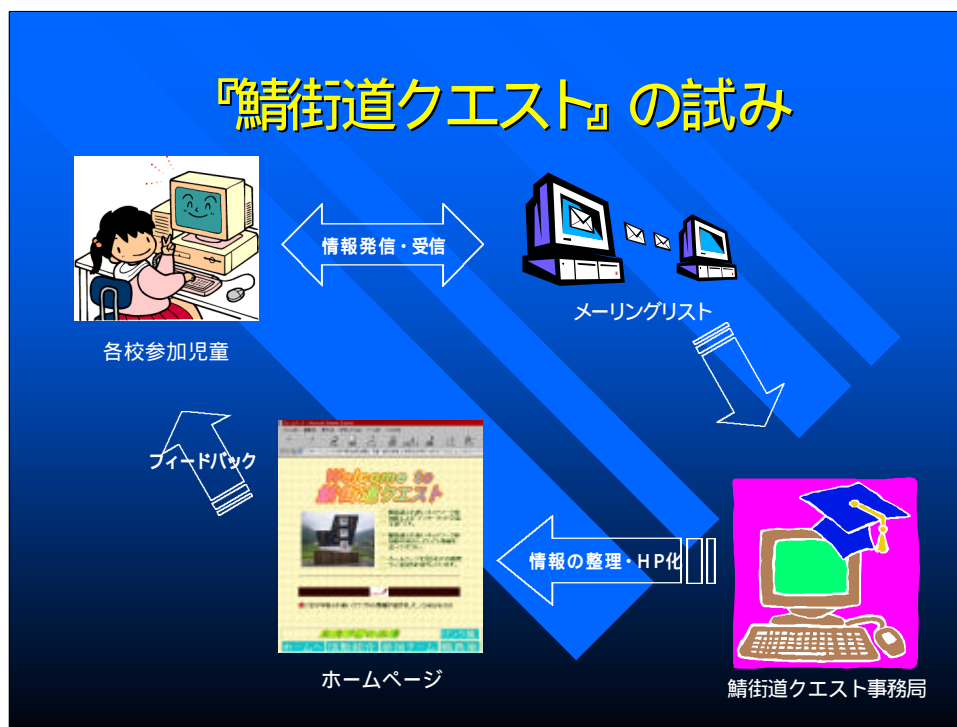 『鯖街道クエスト』の試み
情報発信・受信
メーリングリスト
各校参加児童
フィードバック
Welcome to
鯖街道クエスト
情報の整理・HP化
ホームページ
鯖街道クエスト事務局